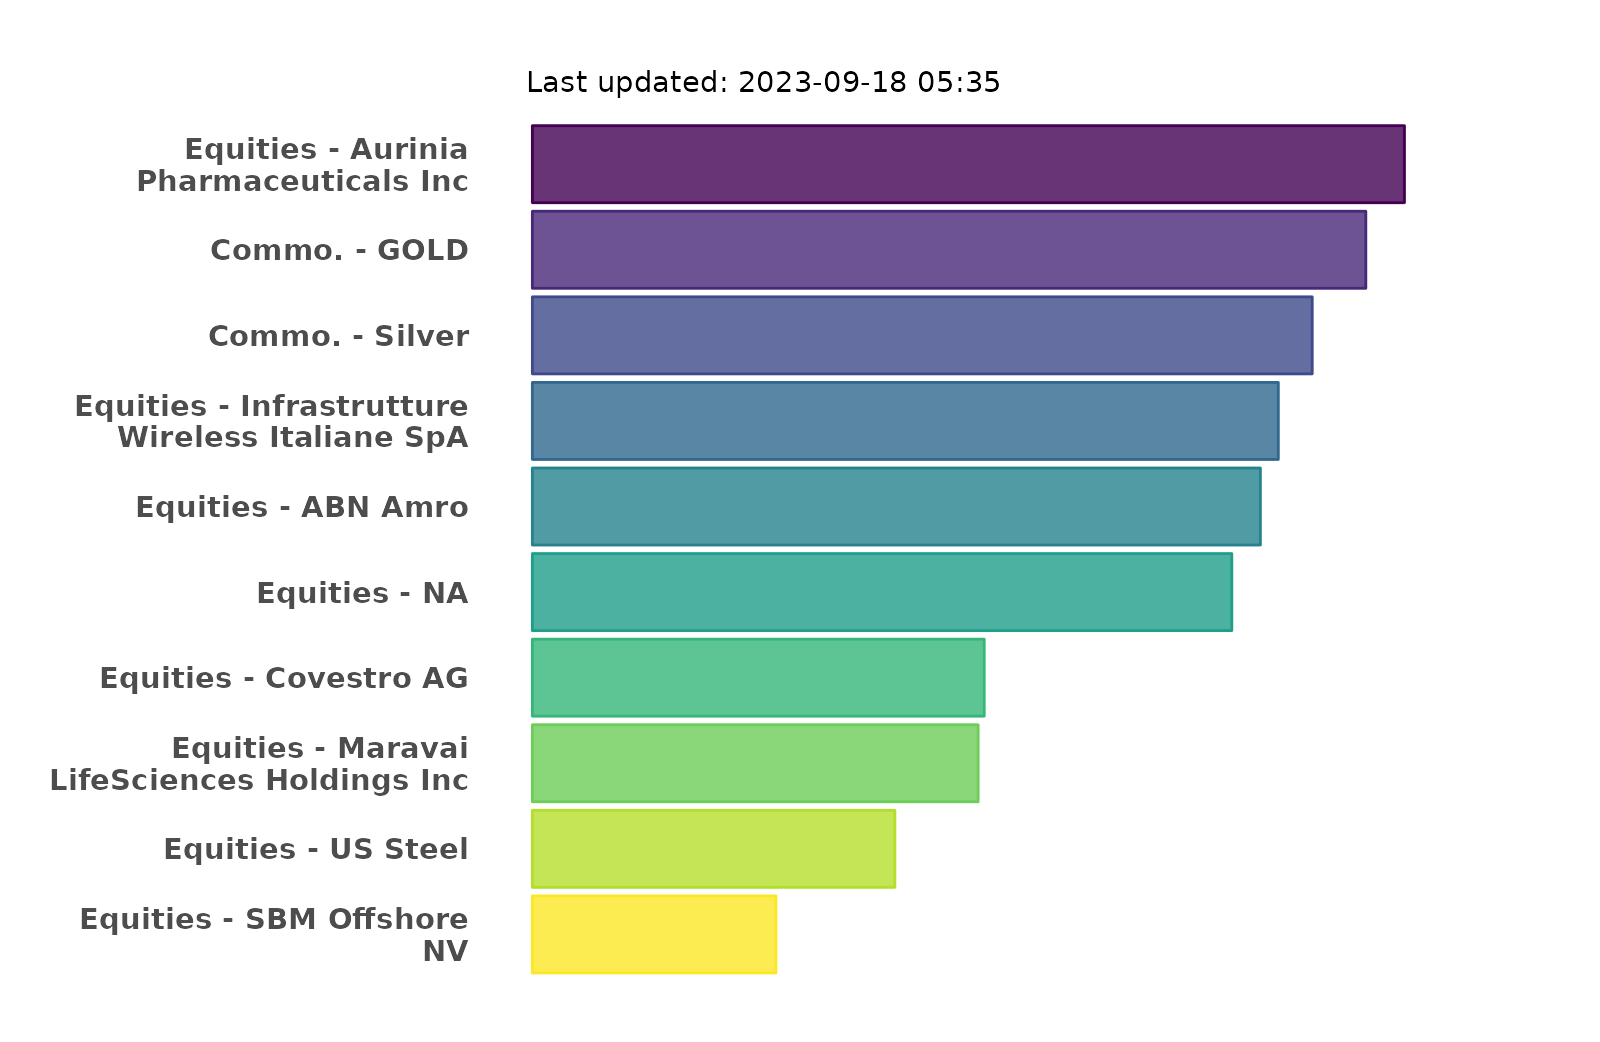 Last updated: 2023-09-18 05:35
Equities - Aurinia
Pharmaceuticals Inc
Commo. - GOLD
Commo. - Silver
Equities - Infrastrutture
Wireless Italiane SpA
Equities - ABN Amro
Equities - NA
Equities - Covestro AG
Equities - Maravai
LifeSciences Holdings Inc
Equities - US Steel
Equities - SBM Offshore
NV